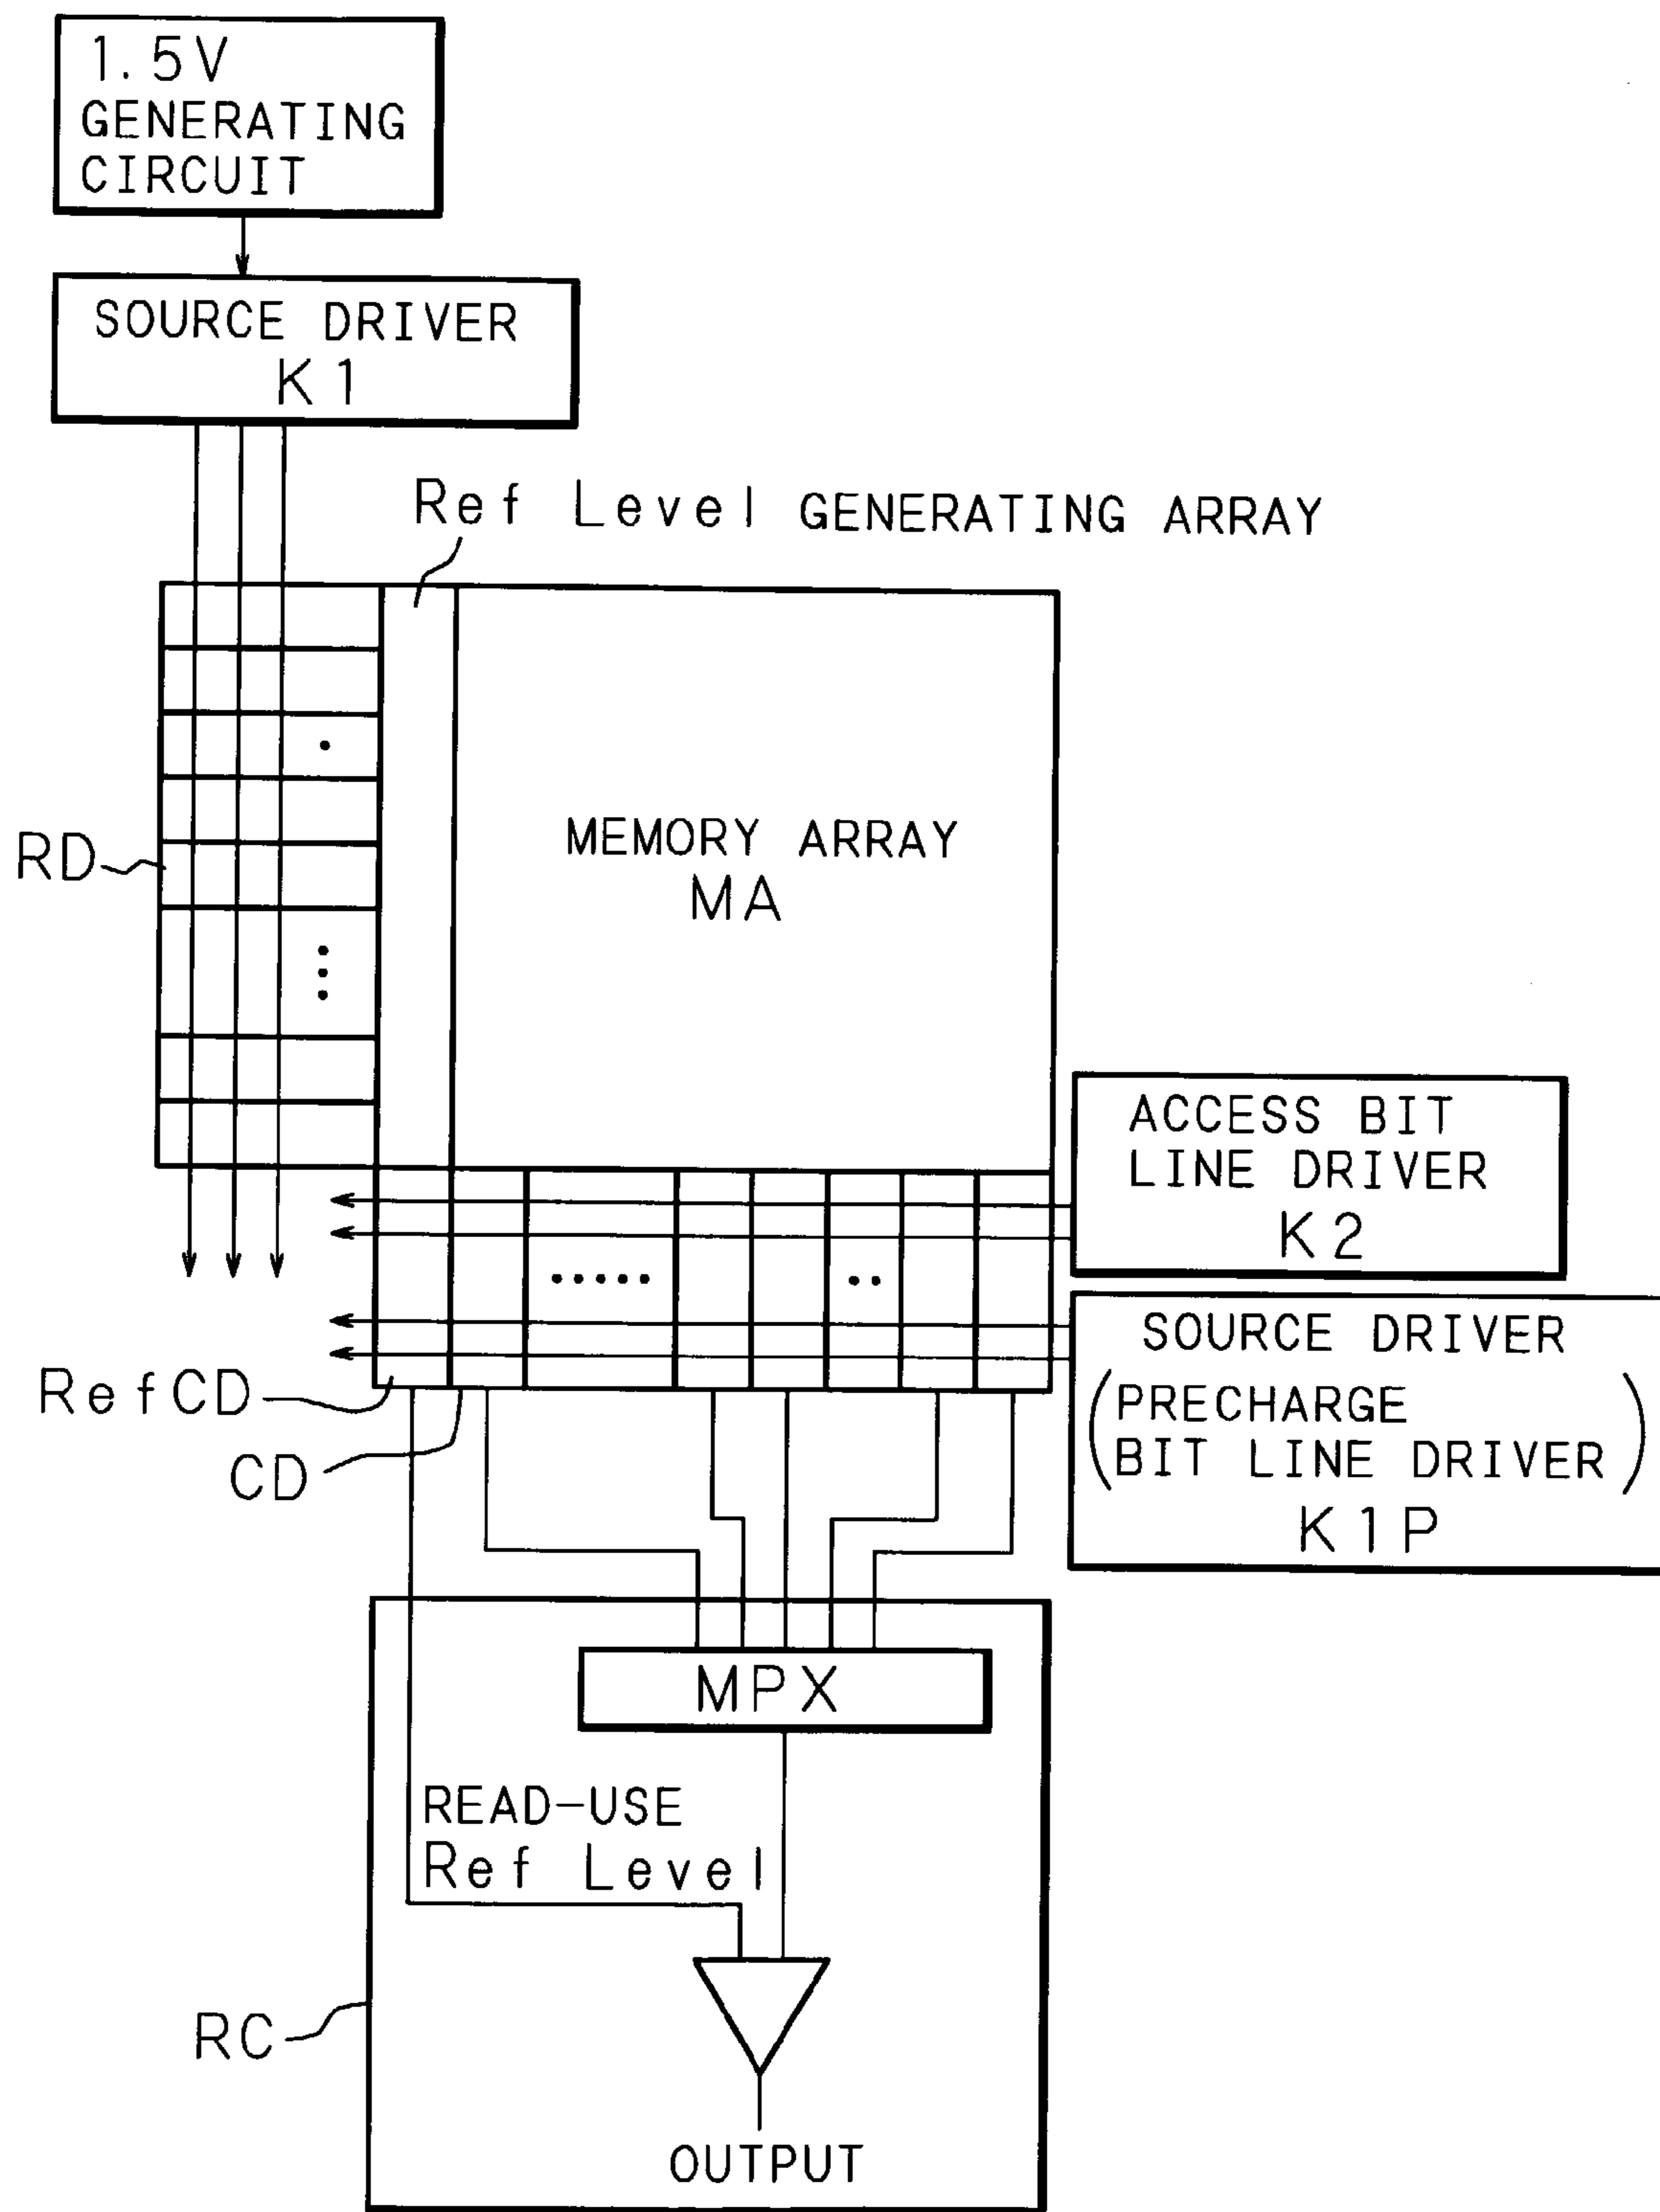 1.5V
GENERATING
CIRCUIT
SOURCE DRIVER
K1
Ref Level GENERATING ARRAY
RD
MEMORY ARRAY
MA
ACCESS BIT
LINE DRIVER
K2
SOURCE DRIVER
(PRECHARGE
BIT LINE DRIVER)
K1P
RefCD
CD
MPX
READ-USE
Ref Level
RC
OUTPUT